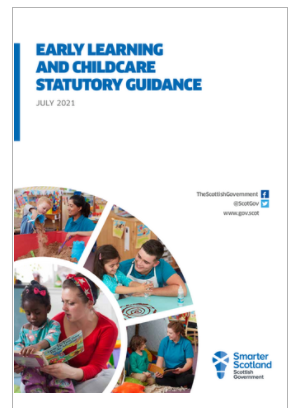 EARLY LEARNING
AND CHILDCARE
STATUTORY GUIDANCE
JULY 2021
TheScottishGovernment
@ScotGov
www.gov.scot
Smarter
Scotland
Scottish
Government